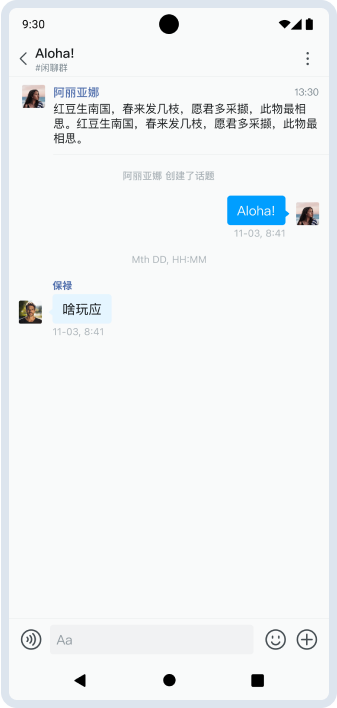 9:30
Aloha!
#闲聊群
阿丽亚娜 13:30
红豆生南国，春来发几枝，愿君多采撷，此物最相
思。红豆生南国，春来发几枝，愿君多采撷，此物最
相思。
阿丽亚娜 创建了话题
Aloha!
11-03, 8:41
Mth DD, HH:MM
保禄
啥玩应
11-03, 8:41
Aa